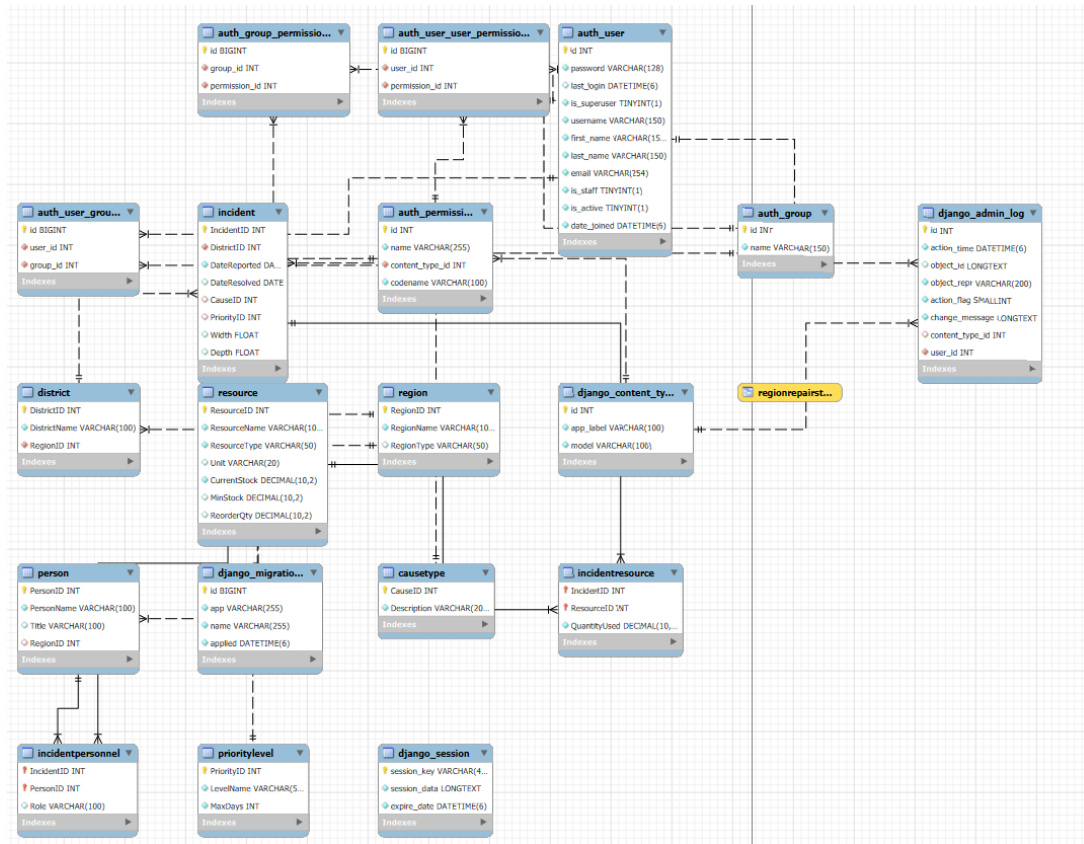 auth_group_permissio...
id BIGINT
group_id INT
permission_id INT
Indexes
auth_user_user_permissio...
id BIGINT
user_id INT
permission_id INT
Indexes
auth_user
id INT
password VARCHAR(128)
last_login DATETIME(6)
is_superuser TINYINT(1)
username VARCHAR(150)
first_name VARCHAR(15...
last_name VARCHAR(150)
email VARCHAR(254)
is_staff TINYINT(1)
is_active TINYINT(1)
date_joined DATETIME(6)
Indexes
auth_user_grou...
id BIGINT
user_id INT
group_id INT
Indexes
incident
IncidentID INT
DistrictID INT
DateReported DA...
DateResolved DATE
CauseID INT
PriorityID INT
Width FLOAT
Depth FLOAT
Indexes
auth_permissi...
id INT
name VARCHAR(255)
content_type_id INT
codename VARCHAR(100)
Indexes
auth_group
id INT
name VARCHAR(150)
Indexes
django_admin_log
id INT
action_time DATETIME(6)
object_id LONGTEXT
object_repr VARCHAR(200)
action_flag SMALLINT
change_message LONGTEXT
content_type_id INT
user_id INT
Indexes
district
DistrictID INT
DistrictName VARCHAR(100)
RegionID INT
Indexes
resource
ResourceID INT
ResourceName VARCHAR(10...
ResourceType VARCHAR(50)
Unit VARCHAR(20)
CurrentStock DECIMAL(10,2)
MinStock DECIMAL(10,2)
ReorderQty DECIMAL(10,2)
Indexes
region
RegionID INT
RegionName VARCHAR(10...
RegionType VARCHAR(50)
Indexes
django_content_ty...
id INT
app_label VARCHAR(100)
model VARCHAR(100)
Indexes
regionrepairst...
person
PersonID INT
PersonName VARCHAR(100)
Title VARCHAR(100)
RegionID INT
Indexes
django_migratio...
id BIGINT
app VARCHAR(255)
name VARCHAR(255)
applied DATETIME(6)
Indexes
causetype
CauseID INT
Description VARCHAR(20...
Indexes
incidentresource
IncidentID INT
ResourceID INT
QuantityUsed DECIMAL(10,...
Indexes
incidentpersonnel
IncidentID INT
PersonID INT
Role VARCHAR(100)
Indexes
prioritylevel
PriorityID INT
LevelName VARCHAR(5...
MaxDays INT
Indexes
django_session
session_key VARCHAR(4...
session_data LONGTEXT
expire_date DATETIME(6)
Indexes